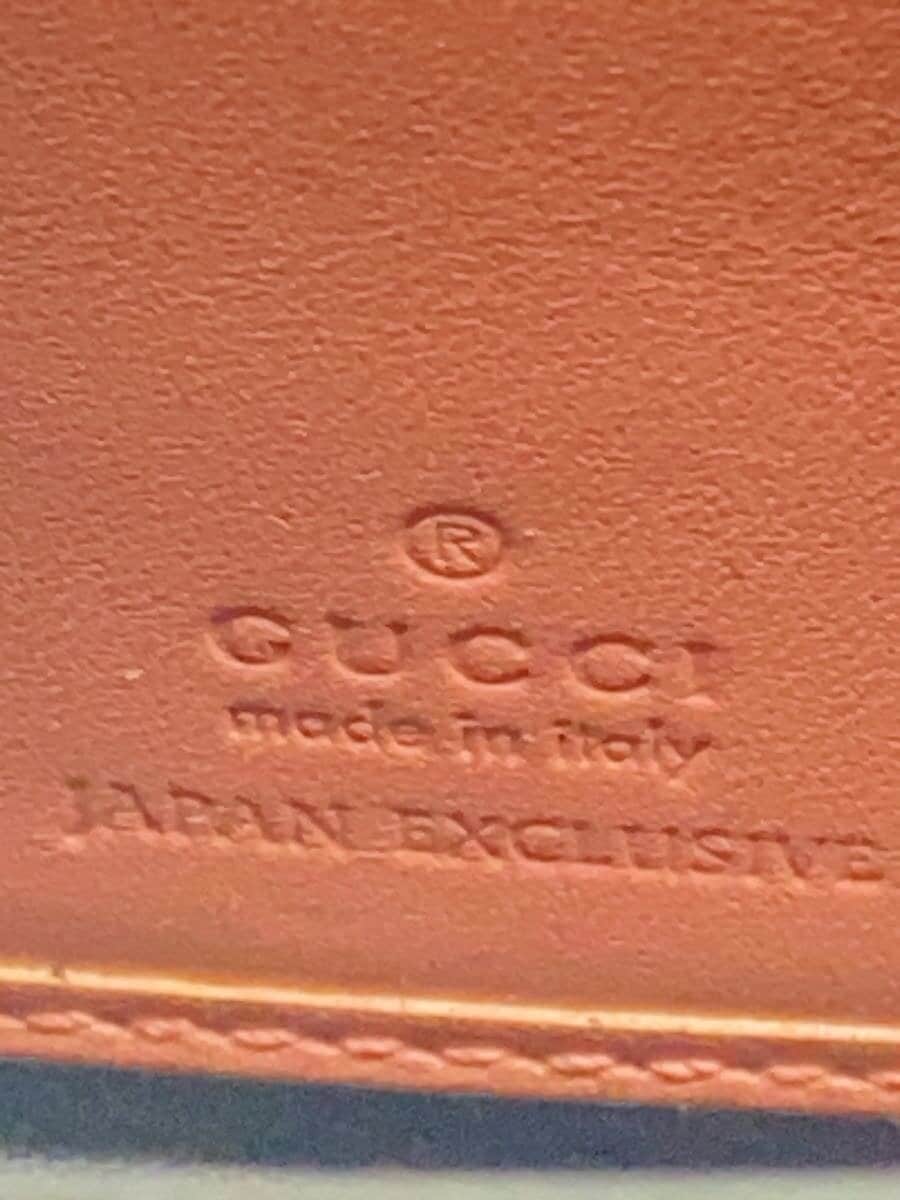 ®
GUCCI
made in italy
JAPAN EXCLUSIVE